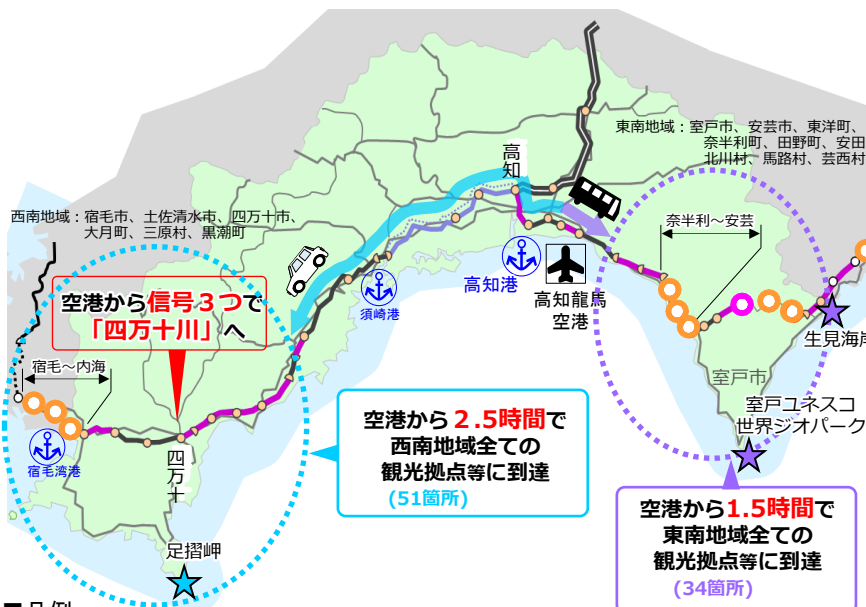 東南地域：室戸市、安芸市、東洋町、
奈半利町、田野町、安田
北川村、馬路村、芸西村
高知
西南地域：宿毛市、土佐清水市、四万十市、
大月町、三原村、黒潮町
奈半利～安芸
空港から信号３つで
「四万十川」へ
須崎港
高知港
高知龍馬
空港
生見海岸
宿毛～内海
室戸市
室戸ユネスコ
世界ジオパーク
空港から２.5時間で
西南地域全ての
観光拠点等に到達
(51箇所)
四万十
宿毛湾港
空港から1.5時間で
東南地域全ての
観光拠点等に到達
(34箇所)
足摺岬